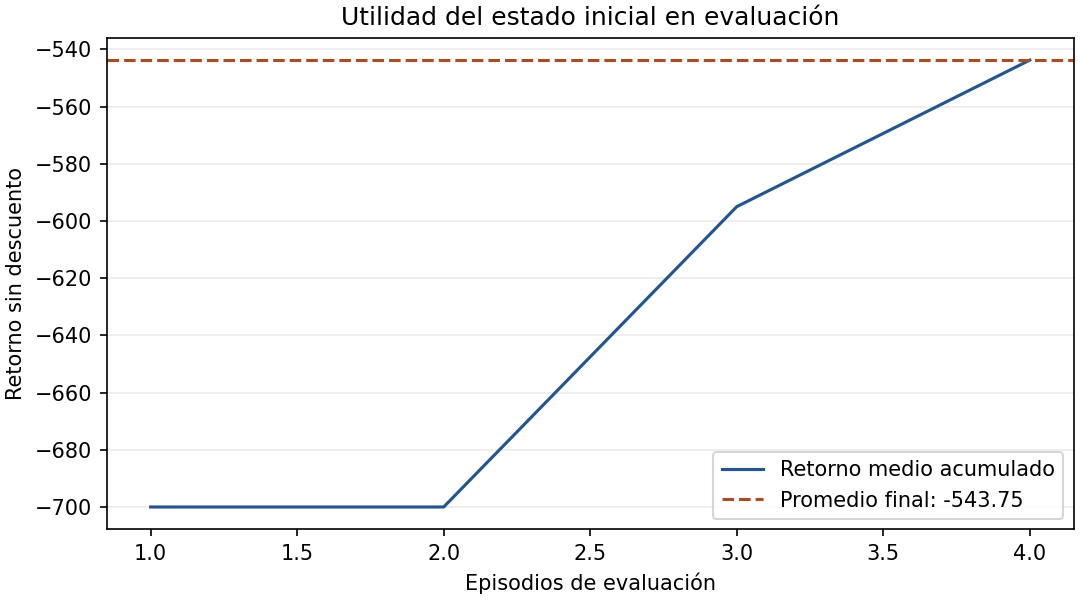 Utilidad del estado inicial en evaluación
Retorno sin descuento
−540
−560
−580
−600
−620
−640
−660
−680
−700
Retorno medio acumulado
Promedio final: -543.75
1.0 1.5 2.0 2.5 3.0 3.5 4.0
Episodios de evaluación